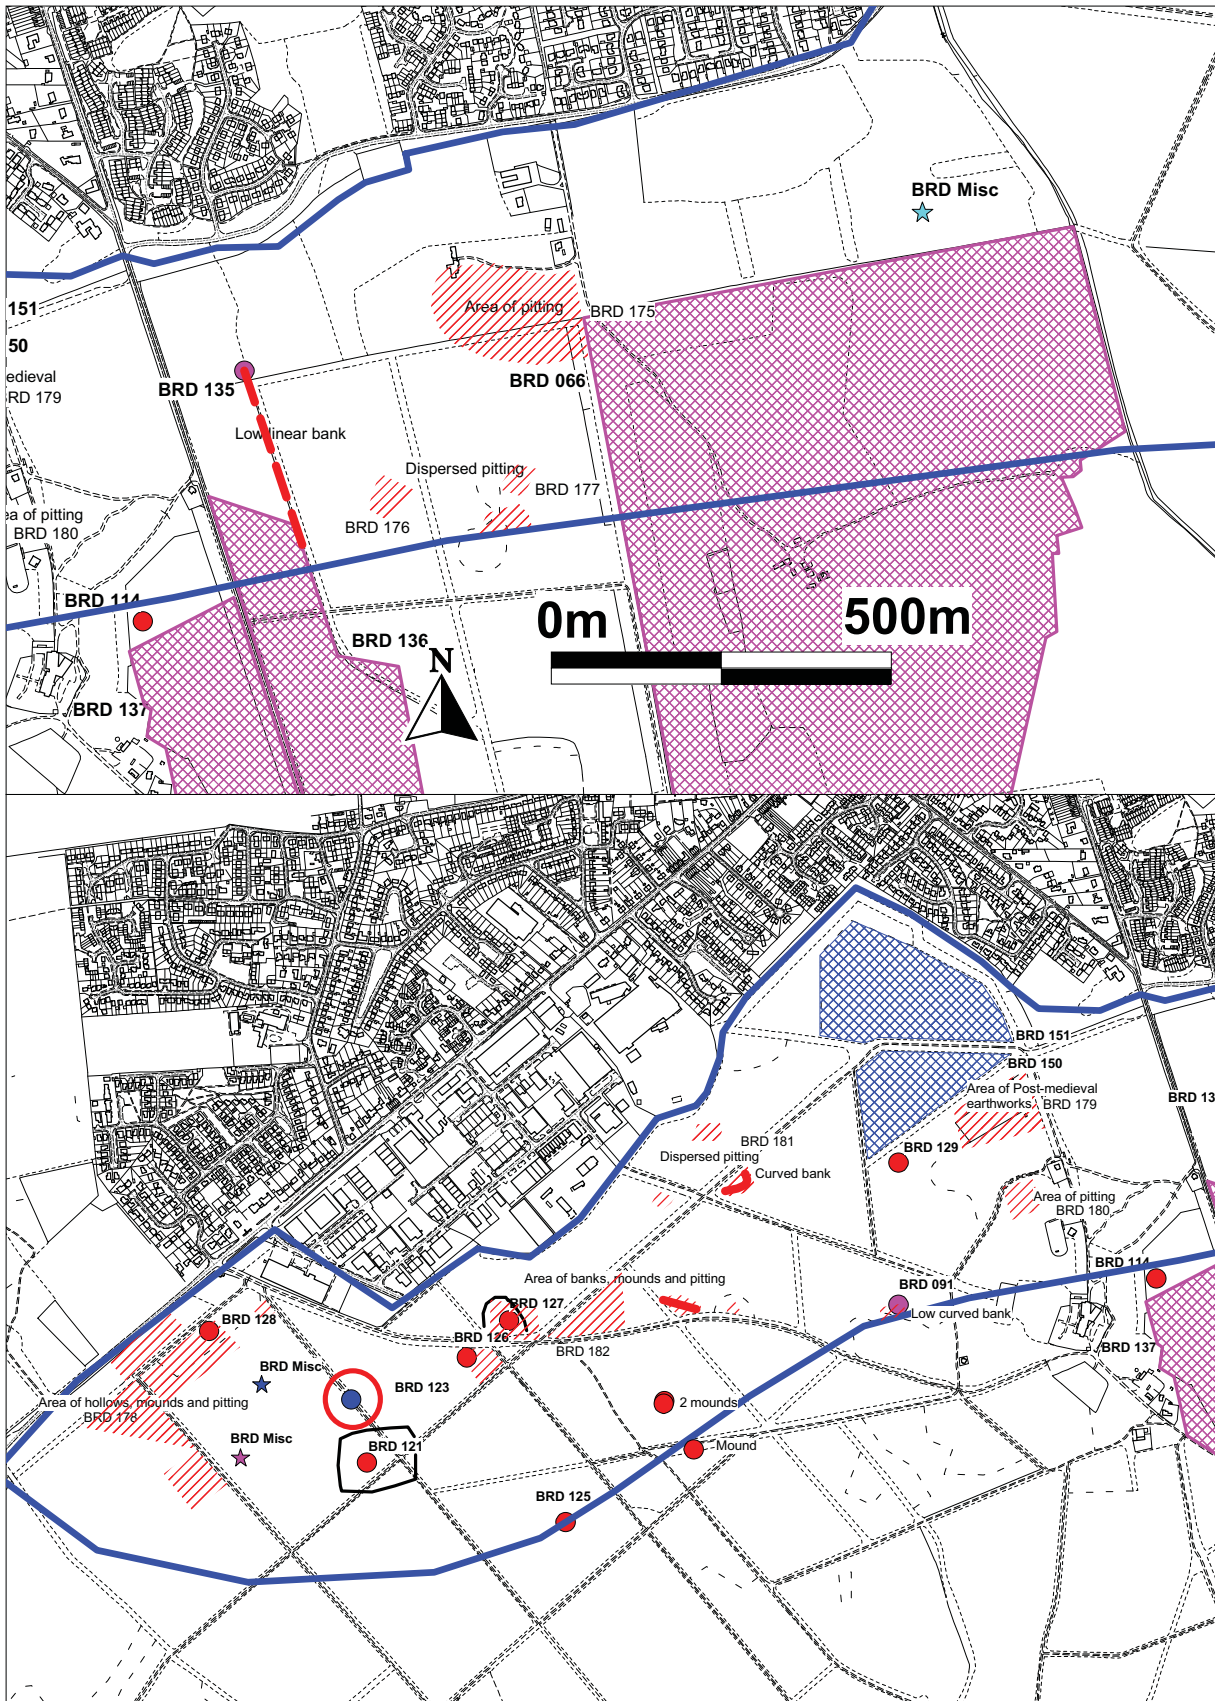 BRD Misc
151
Area of pitting
BRD 175
50
edieval
BRD 135
BRD 066
RD 179
Low linear bank
Dispersed pitting
BRD 177
ea of pitting
BRD 176
BRD 180
BRD 114
0m
500m
BRD 136
N
BRD 137
BRD 151
BRD 150
Area of Post-medieval
earthworks BRD 179
BRD 13
BRD 181
Dispersed pitting
BRD 129
Curved bank
Area of pitting
BRD 180
BRD 114
Area of banks, mounds and pitting
BRD 091
BRD 127
Low curved bank
BRD 128
BRD 126
BRD 182
BRD 137
BRD Misc
BRD 123
Area of hollows, mounds and pitting
BRD 178
2 mounds
BRD Misc
BRD 121
Mound
BRD 125